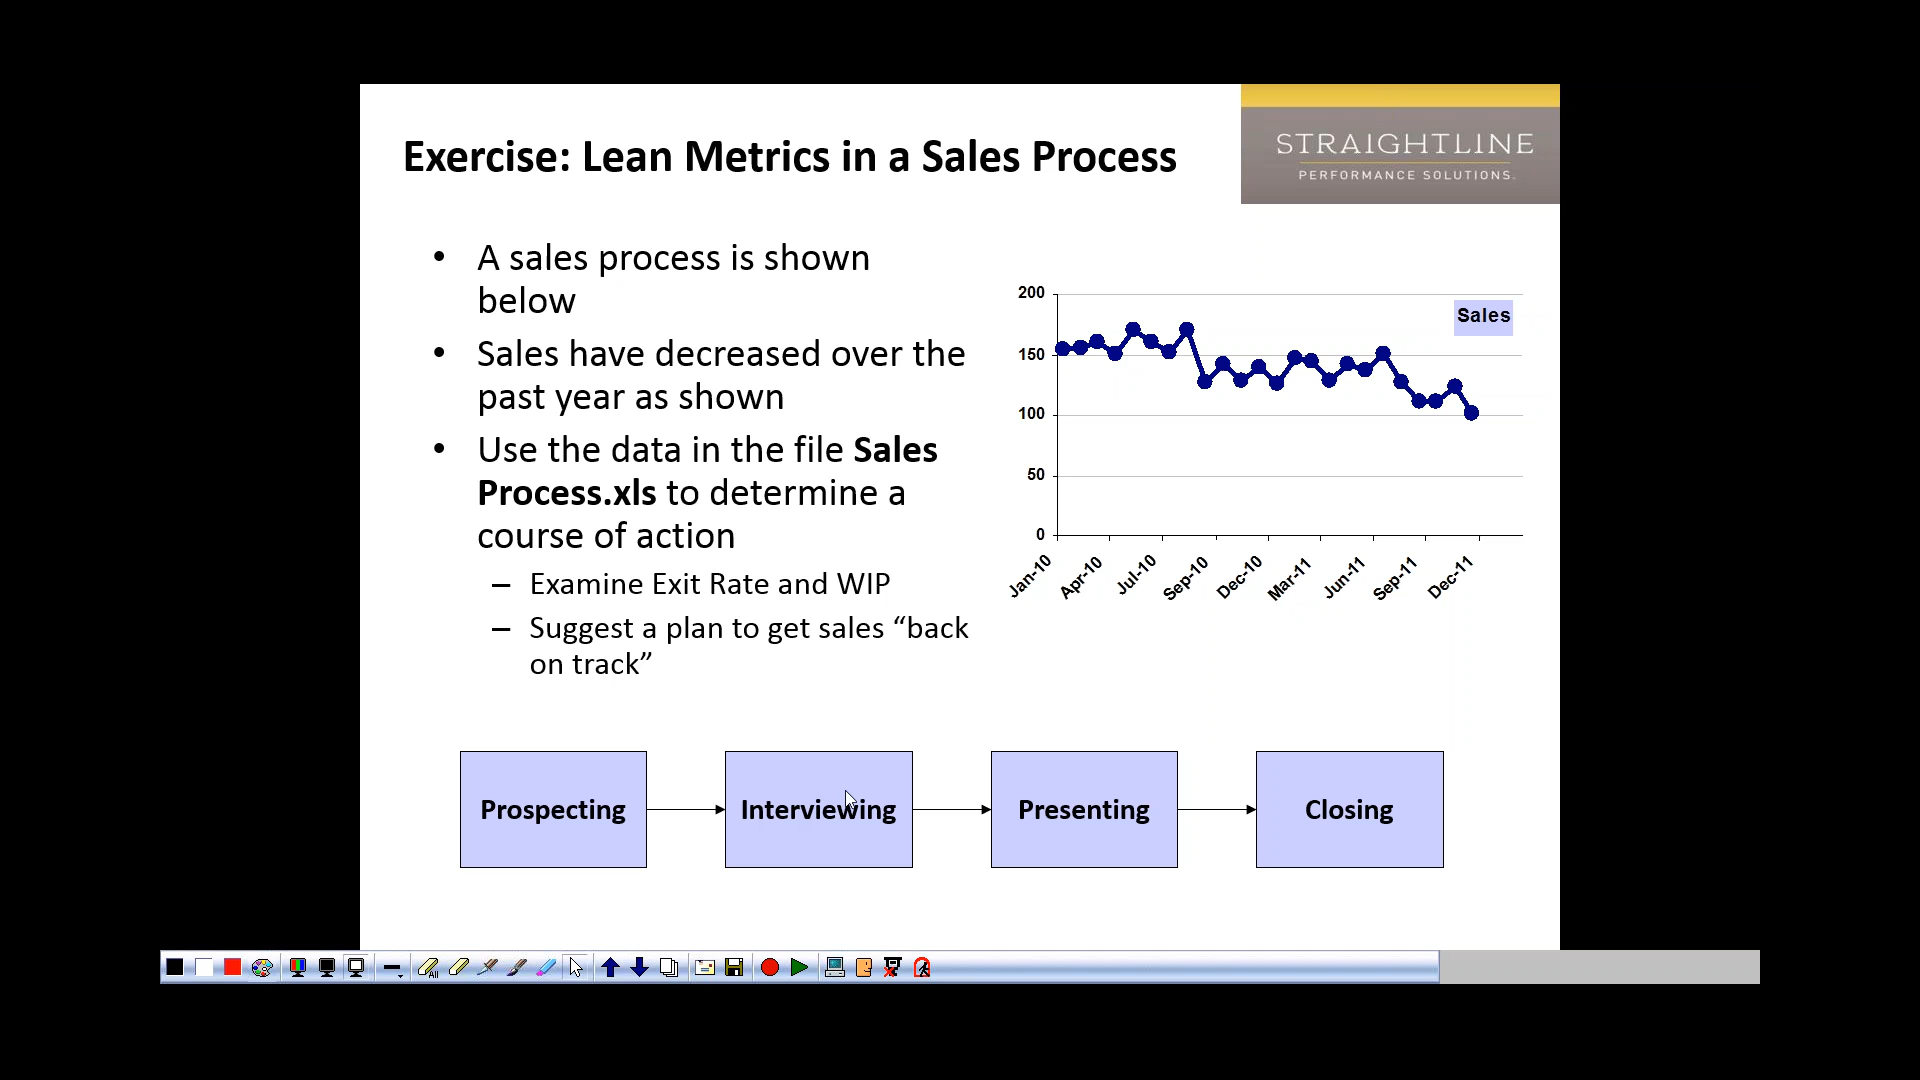 Exercise: Lean Metrics in a Sales Process
STRAIGHTLINE
PERFORMANCE SOLUTIONS.
• A sales process is shown
below
• Sales have decreased over the
past year as shown
• Use the data in the file Sales
Process.xls to determine a
course of action
– Examine Exit Rate and WIP
– Suggest a plan to get sales “back
on track”
Sales
200
150
100
50
0
Jan-10
Apr-10
Jul-10
Sep-10
Dec-10
Mar-11
Jun-11
Sep-11
Dec-11
Prospecting
Interviewing
Presenting
Closing
All